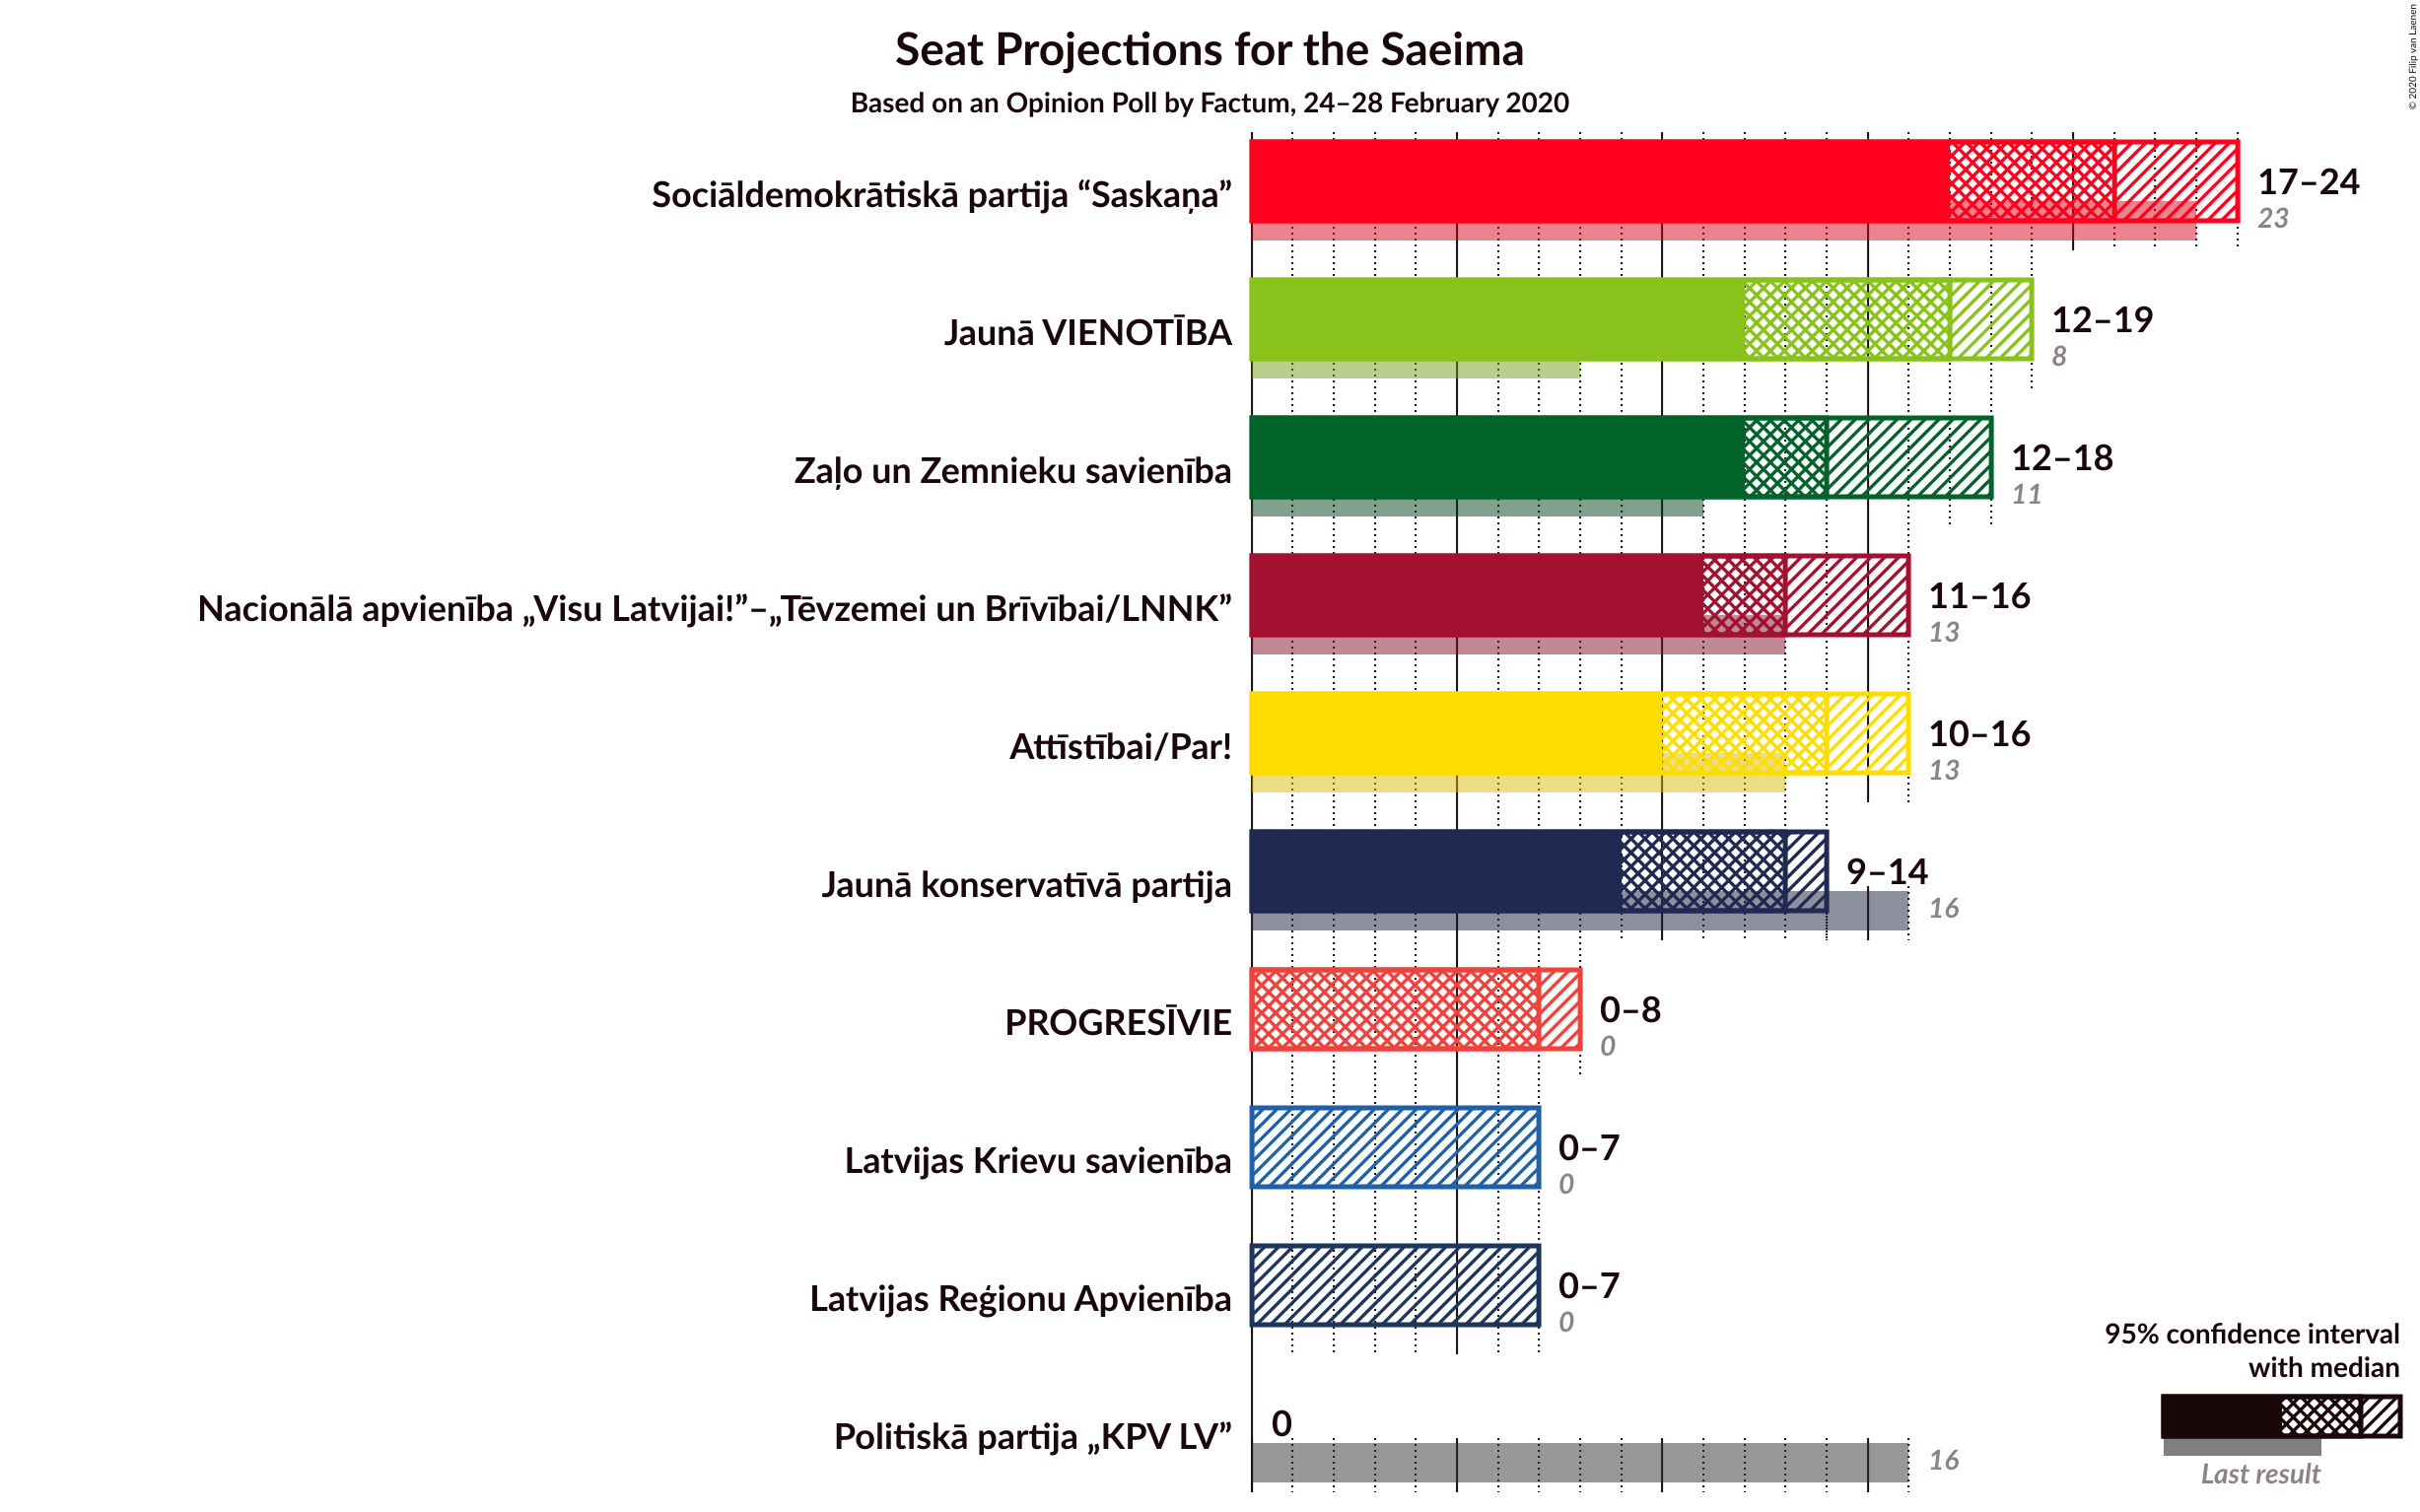 Seat Projections for the Saeima
Based on an Opinion Poll by Factum, 24–28 February 2020
© 2020 Filip van Laenen
Sociāldemokrātiskā partija “Saskaņa”
17–24
23
Jaunā VIENOTĪBA
12–19
8
Zaļo un Zemnieku savienība
12–18
11
Nacionālā apvienība „Visu Latvijai!”–„Tēvzemei un Brīvībai/LNNK”
11–16
13
Attīstībai/Par!
10–16
13
Jaunā konservatīvā partija
9–14
16
PROGRESĪVIE
0–8
0
Latvijas Krievu savienība
0–7
0
Latvijas Reģionu Apvienība
0–7
0
Politiskā partija „KPV LV”
0
16
95% confidence interval
with median
Last result